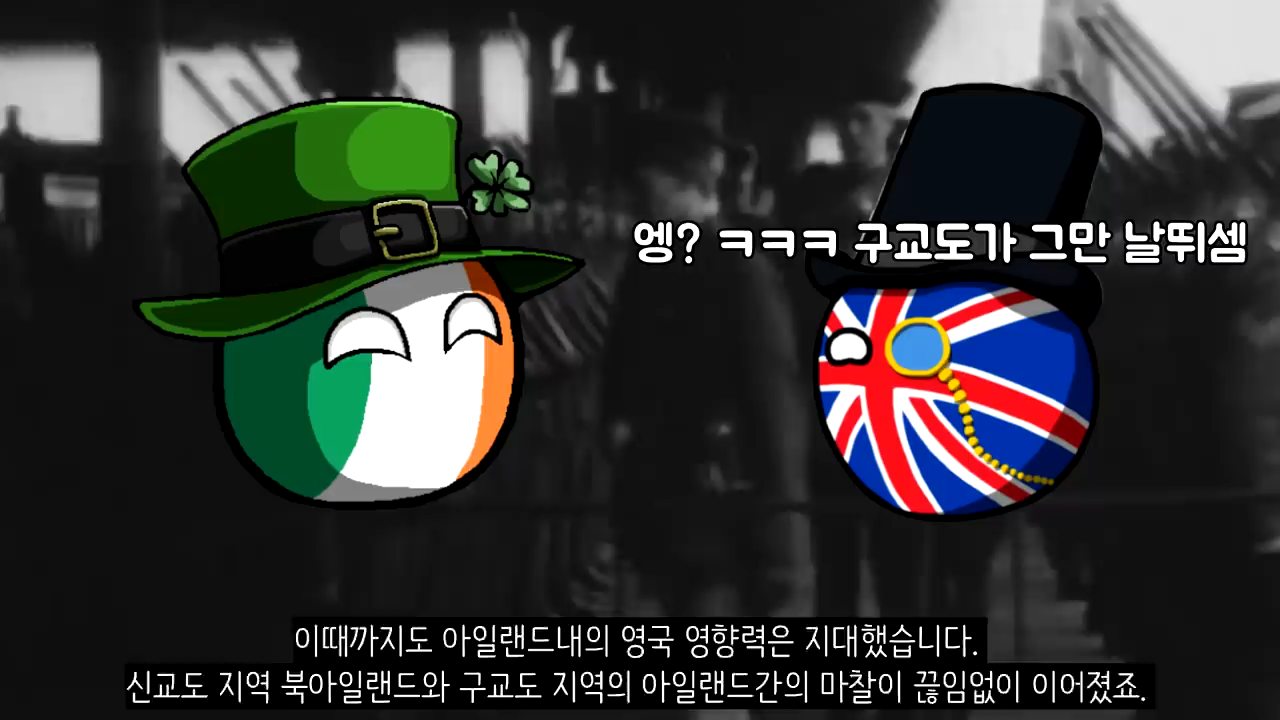 엥? ㅋㅋㅋ 구교도가 그만 날뛰셈
이때까지도 아일랜드내의 영국 영향력은 지대했습니다.
신교도 지역 북아일랜드와 구교도 지역의 아일랜드간의 마찰이 끊임없이 이어졌죠.